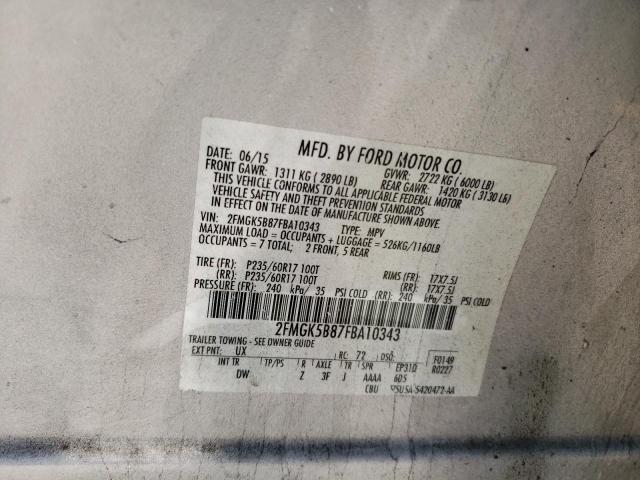 MFD. BY FORD MOTOR CO.
DATE: 06/15 GVWR: 2722 KG ( 6000 LB)
FRONT GAWR: 1311 KG ( 2890 LB) REAR GAWR: 1420 KG ( 3130 LB)
THIS VEHICLE CONFORMS TO ALL APPLICABLE FEDERAL MOTOR
VEHICLE SAFETY AND THEFT PREVENTION STANDARDS
IN EFFECT ON THE DATE OF MANUFACTURE SHOWN ABOVE.
VIN: 2FMGK5B87FBA10343 TYPE: MPV
MAXIMUM LOAD = OCCUPANTS + LUGGAGE = 526KG/1160LB
OCCUPANTS = 7 TOTAL; 2 FRONT, 5 REAR
TIRE (FR): P235/60R17 100T RIMS (FR): 17X7.5J
(RR): P235/60R17 100T (RR): 17X7.5J
PRESSURE (FR): 240 kPa/ 35 PSI COLD (RR): 240 kPa/ 35 PSI COLD
2FMGK5B87FBA10343
TRAILER TOWING - SEE OWNER GUIDE
EXT PNT: UX RC: 72 DSO: F0149
INT TR TP/PS R AXLE TR SPR EP310 R0227
DW Z 3F J AAAA 6D5
CBU